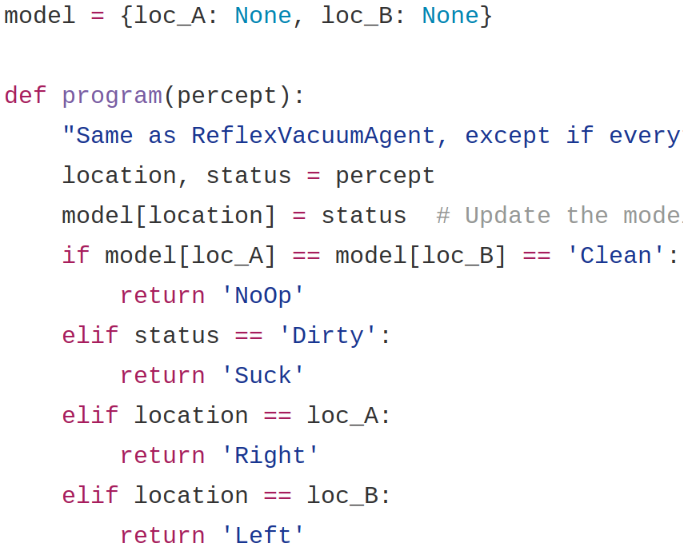 model = {loc_A: None, loc_B: None}
def program(percept):
"Same as ReflexVacuumAgent, except if every
location, status = percept
model[location] = status  # Update the mode
if model[loc_A] == model[loc_B] == 'Clean':
return 'NoOp'
elif status == 'Dirty':
return 'Suck'
elif location == loc_A:
return 'Right'
elif location == loc_B:
return 'Left'